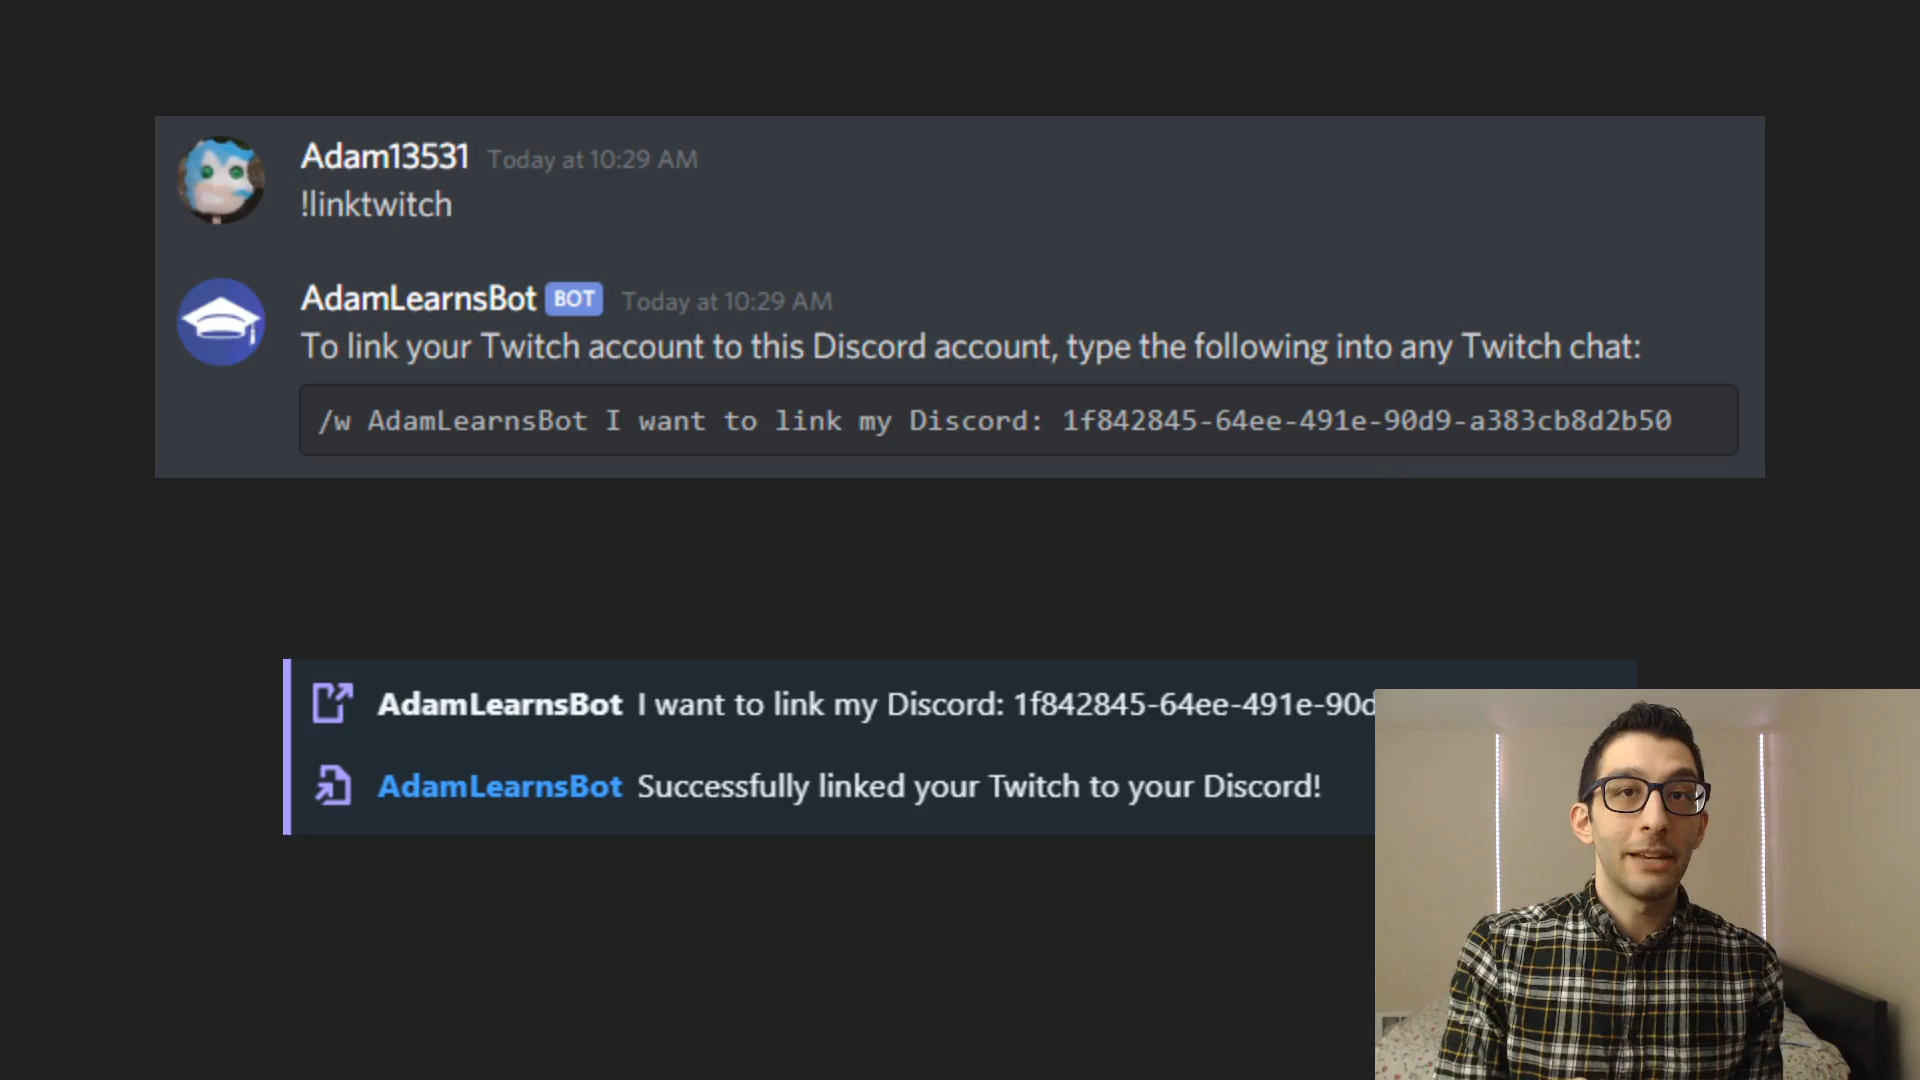 Adam13531 Today at 10:29 AM
!linktwitch
AdamLearnsBot BOT Today at 10:29 AM
To link your Twitch account to this Discord account, type the following into any Twitch chat:
/w AdamLearnsBot I want to link my Discord: 1f842845-64ee-491e-90d9-a383cb8d2b50
AdamLearnsBot I want to link my Discord: 1f842845-64ee-491e-90d
AdamLearnsBot Successfully linked your Twitch to your Discord!